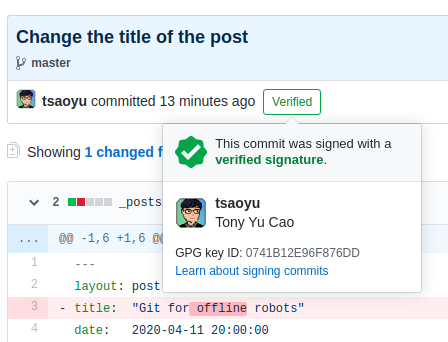 Change the title of the post
master
tsaoyu committed 13 minutes ago Verified
This commit was signed with a
verified signature.
Showing 1 changed f
tsaoyu
Tony Yu Cao
2 _posts
GPG key ID: 0741B12E96F876DD
... @@ -1,6 +1,6 @@
Learn about signing commits
1 ---
2 layout: post
3 - title: "Git for offline robots"
4 date: 2020-04-11 20:00:00